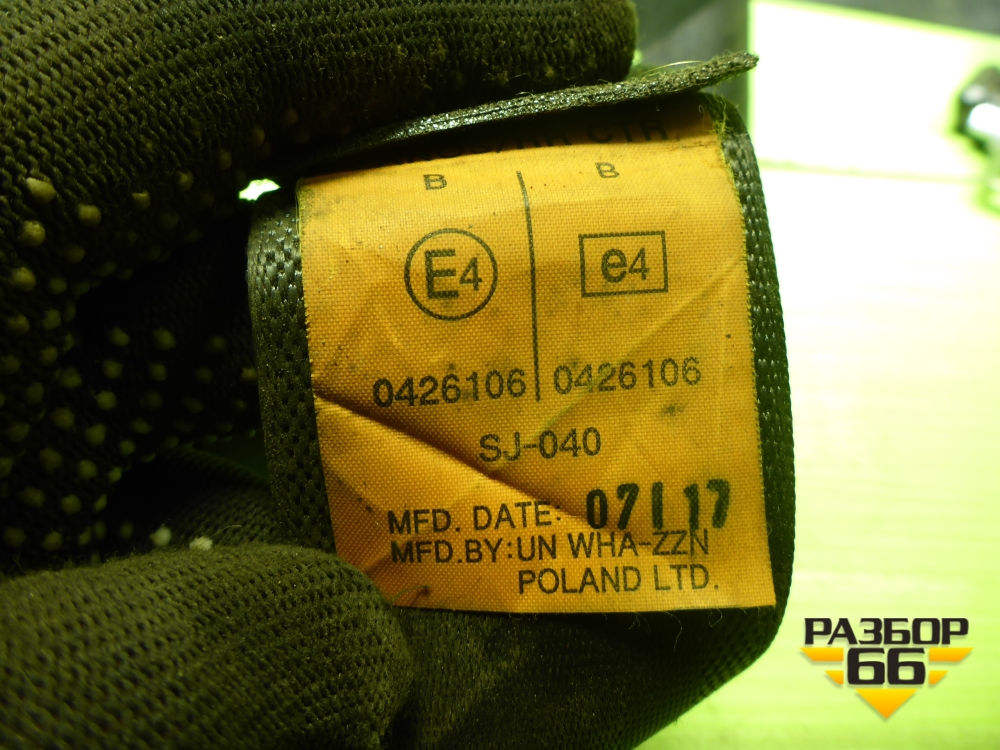 B B
E4 e4
0426106 0426106
SJ-040
MFD. DATE: 07 17
MFD.BY:UN WHA-ZZN
POLAND LTD.
РАЗБОР
66